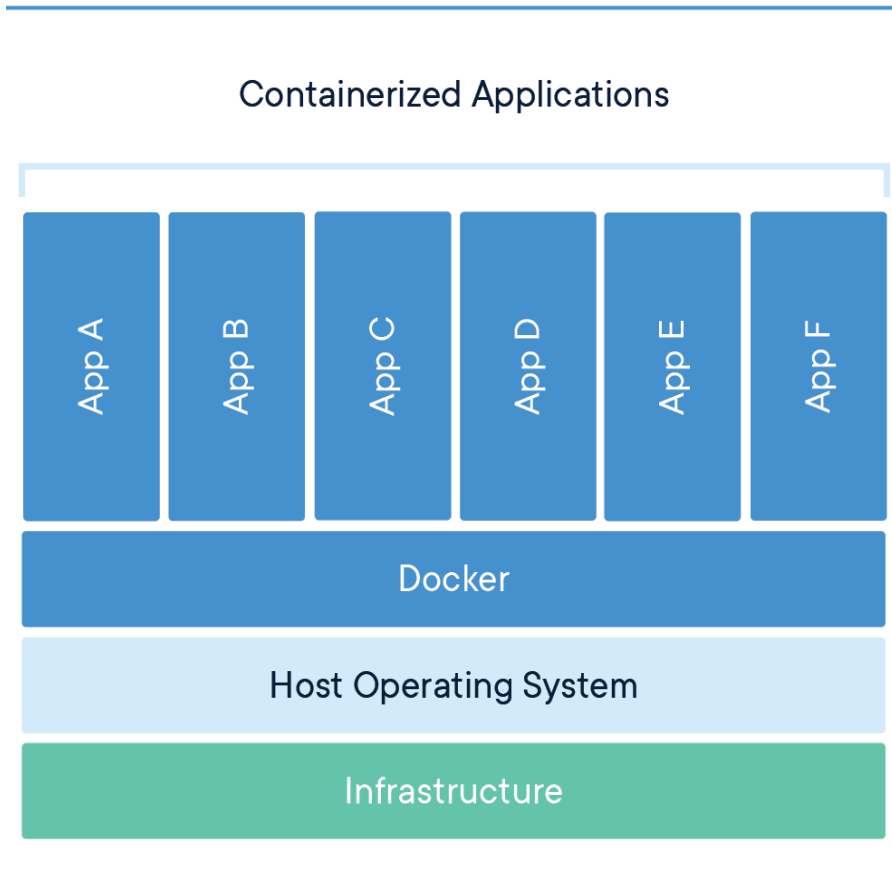 Containerized Applications
App A
App B
App C
App D
App E
App F
Docker
Host Operating System
Infrastructure